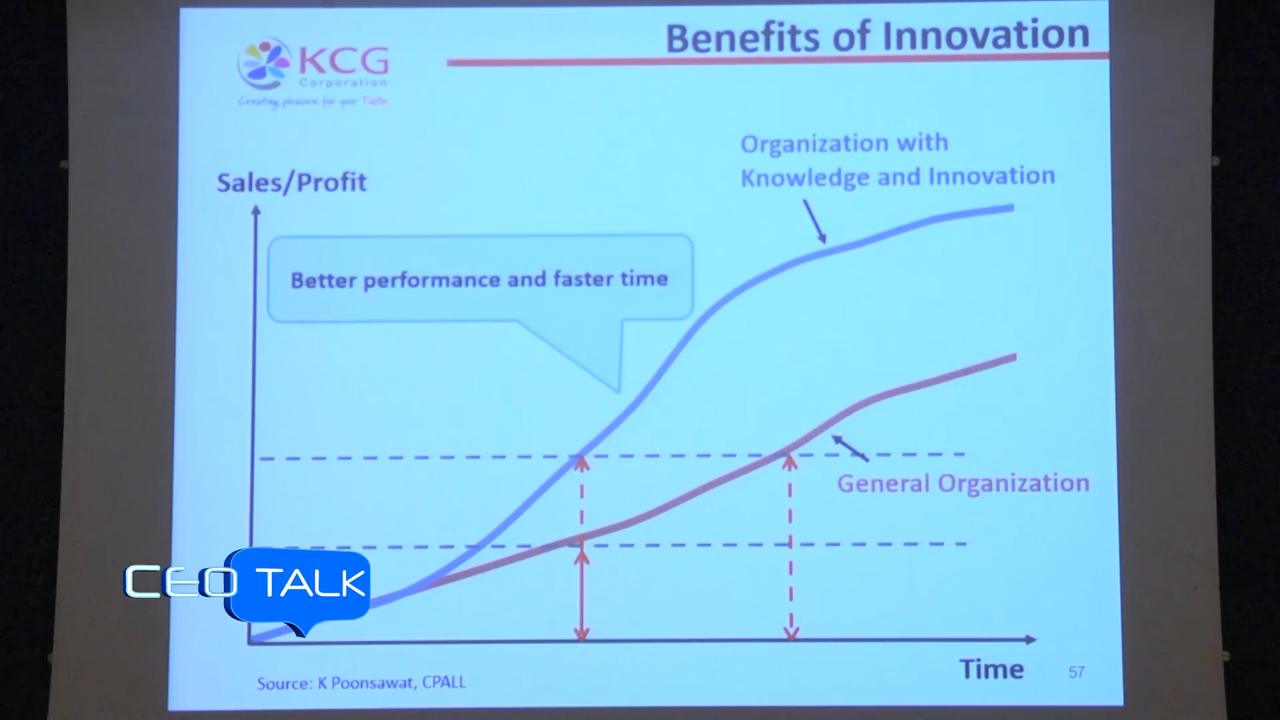 KCG
Corporation
Creating pleasure for your Taste
Benefits of Innovation
Organization with
Knowledge and Innovation
Sales/Profit
Better performance and faster time
General Organization
CEO TALK
Time
57
Source: K Poonsawat, CPALL